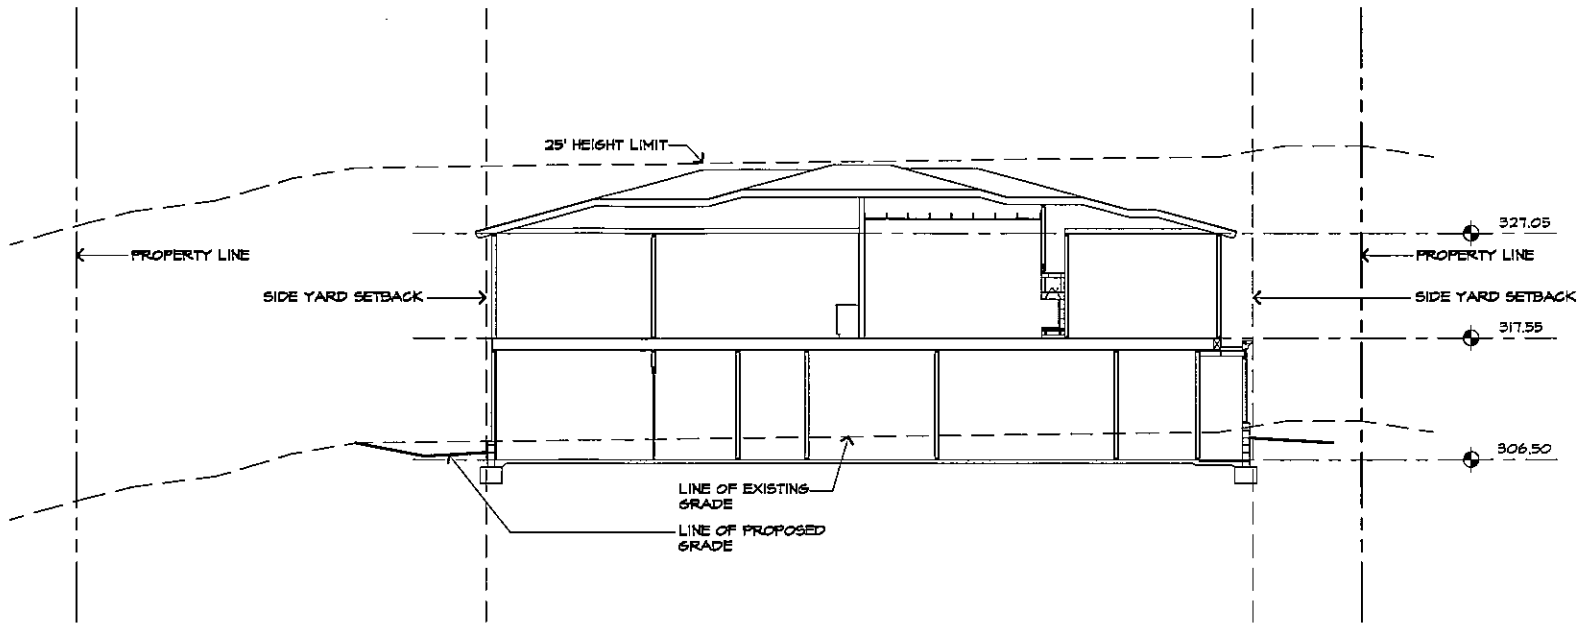 25' HEIGHT LIMIT
327.05
PROPERTY LINE
PROPERTY LINE
SIDE YARD SETBACK
SIDE YARD SETBACK
317.55
306.50
LINE OF EXISTING
GRADE
LINE OF PROPOSED
GRADE